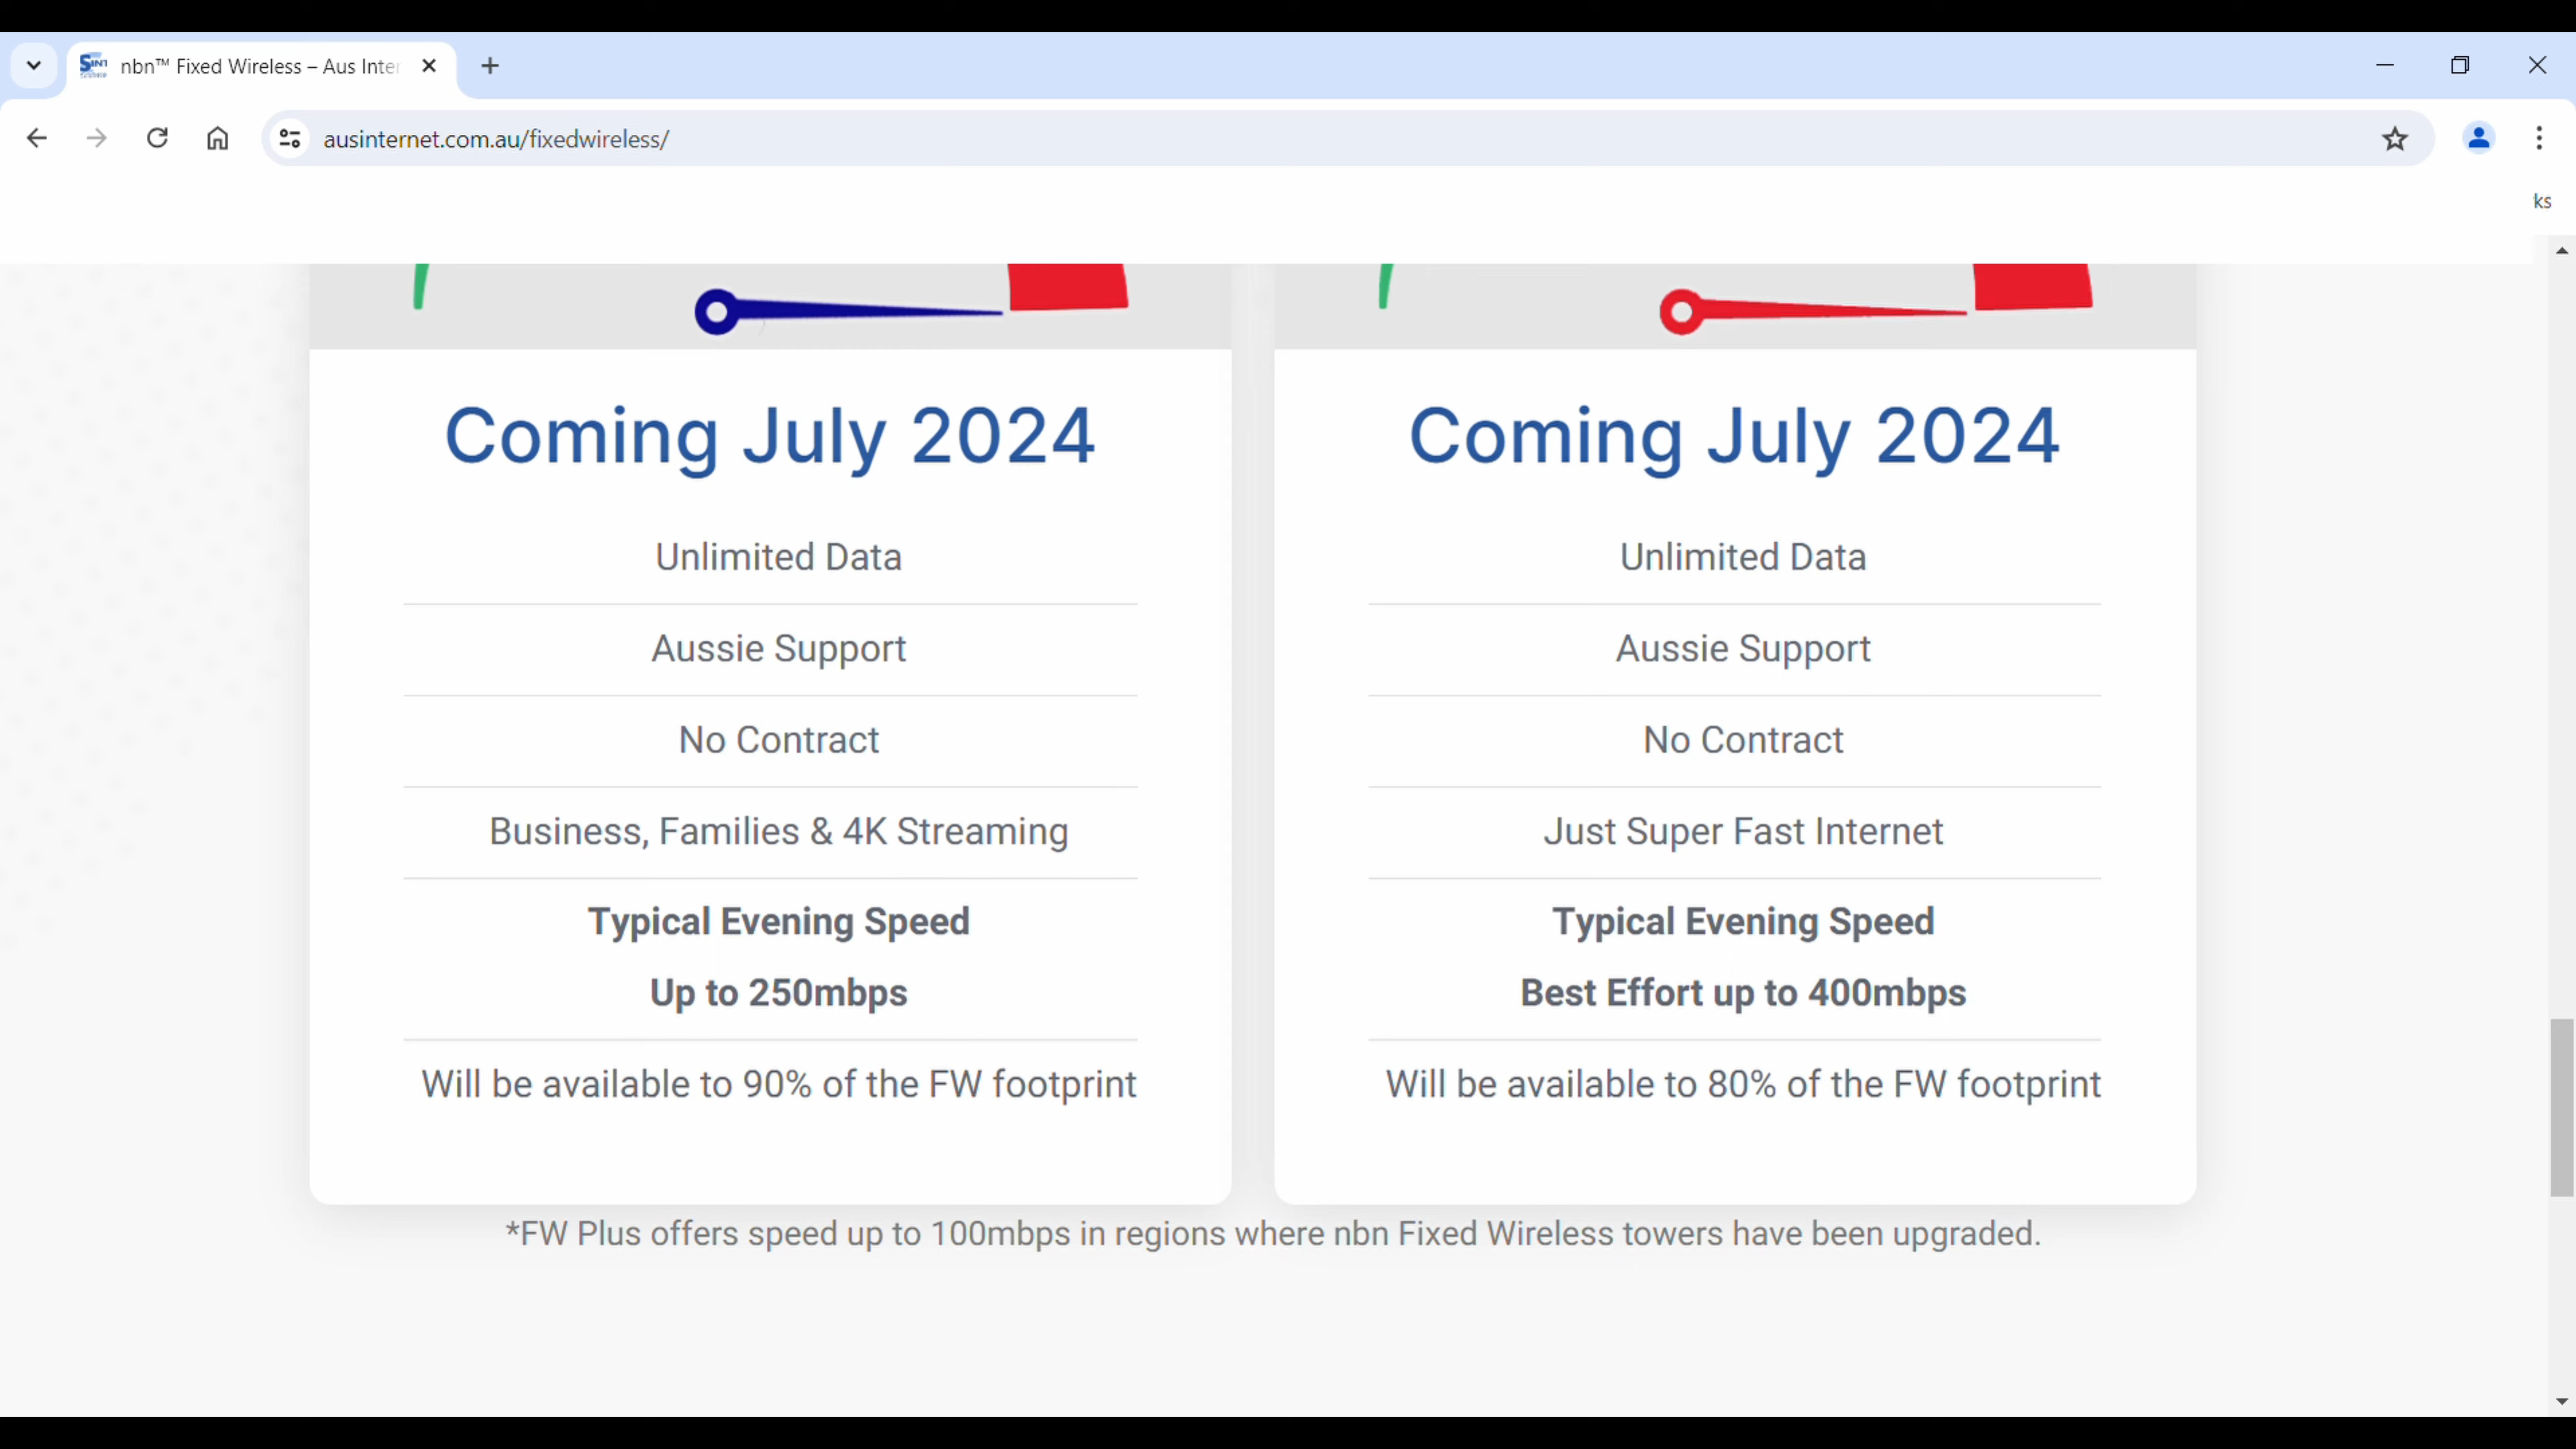 nbn™ Fixed Wireless – Aus Inter
ausinternet.com.au/fixedwireless/
ks
Coming July 2024
Unlimited Data
Aussie Support
No Contract
Business, Families & 4K Streaming
Typical Evening Speed
Up to 250mbps
Will be available to 90% of the FW footprint
Coming July 2024
Unlimited Data
Aussie Support
No Contract
Just Super Fast Internet
Typical Evening Speed
Best Effort up to 400mbps
Will be available to 80% of the FW footprint
*FW Plus offers speed up to 100mbps in regions where nbn Fixed Wireless towers have been upgraded.